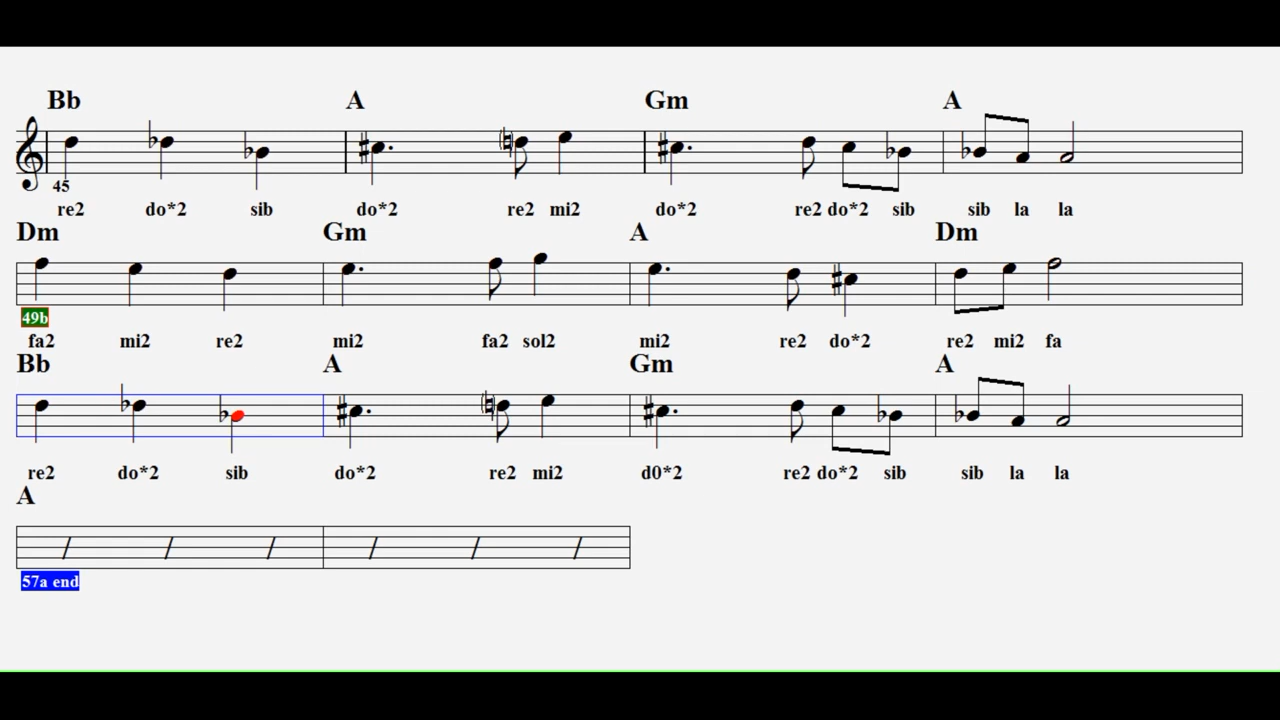 Bb A Gm A
45
re2 do*2 sib do*2 re2 mi2 do*2 re2 do*2 sib sib la la
Dm Gm A Dm
49b
fa2 mi2 re2 mi2 fa2 sol2 mi2 re2 do*2 re2 mi2 fa
Bb A Gm A
re2 do*2 sib do*2 re2 mi2 d0*2 re2 do*2 sib sib la la
A
57a end